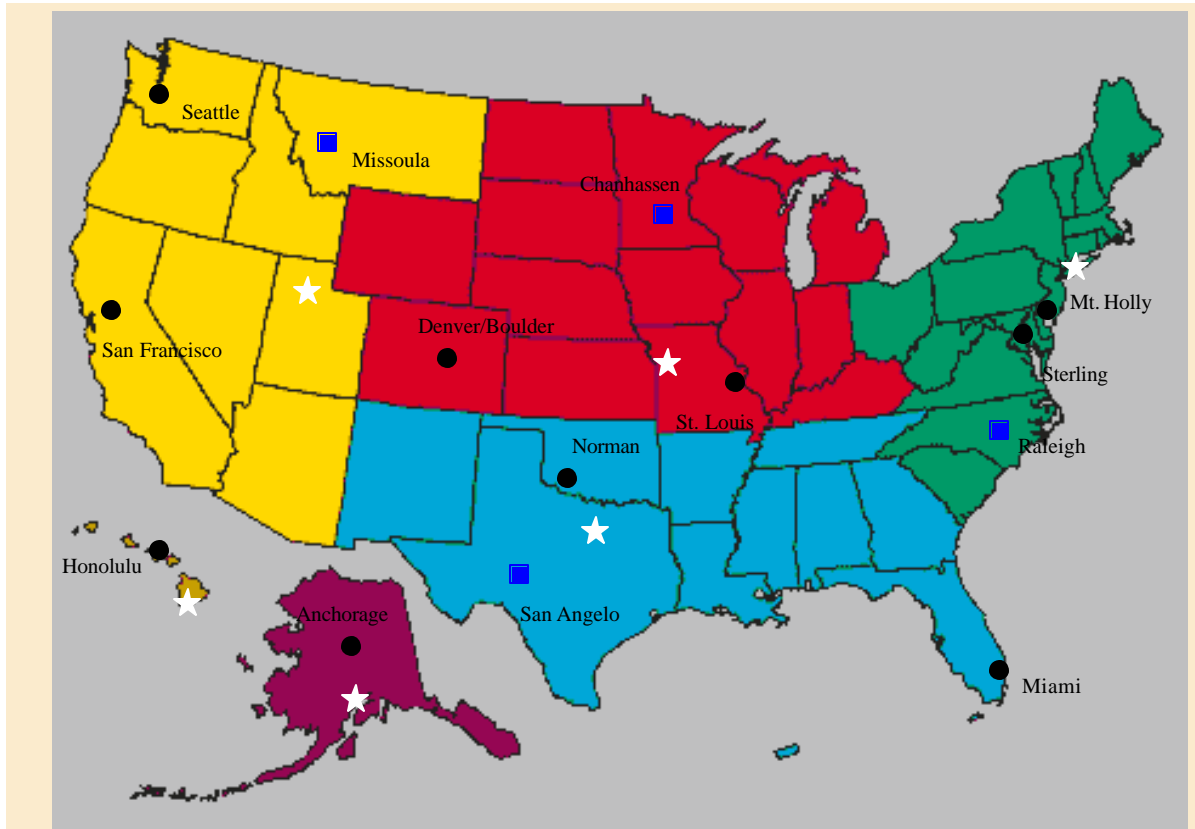 Seattle
Missoula
Chanhassen
Mt. Holly
Denver/Boulder
San Francisco
Sterling
St. Louis
Norman
Raleigh
Honolulu
Anchorage
San Angelo
Miami